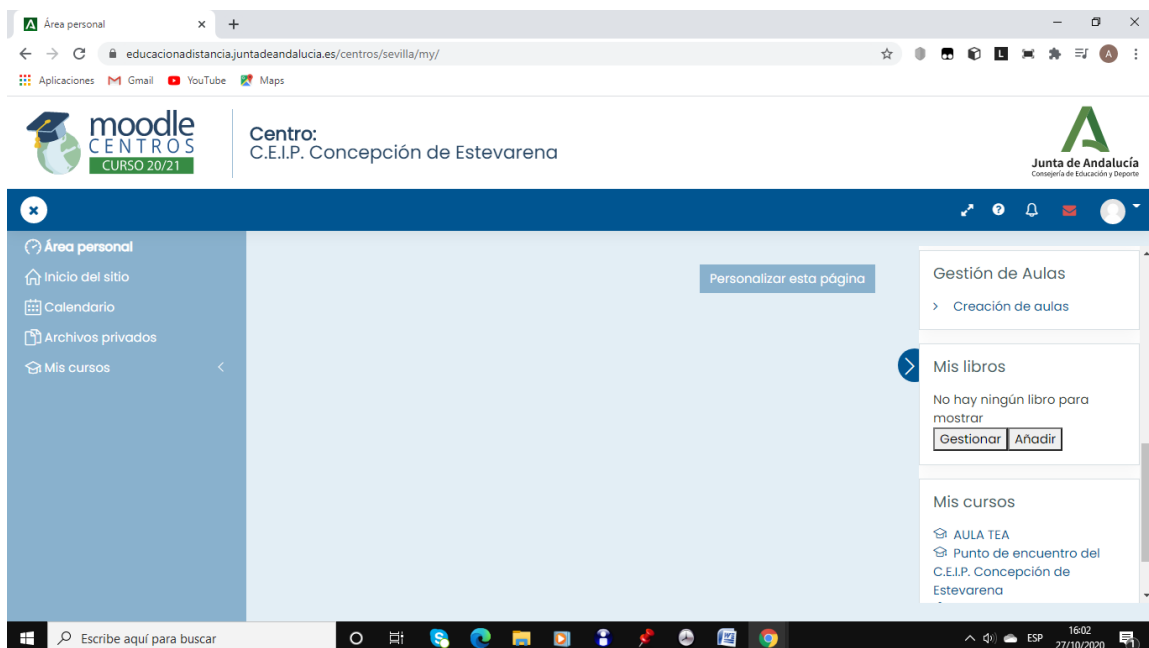 Área personal
educacionadistancia.juntadeandalucia.es/centros/sevilla/my/
A
Aplicaciones Gmail YouTube Maps
moodle
CENTROS
CURSO 20/21
Centro:
C.E.I.P. Concepción de Estevarena
Junta de Andalucía
Consejería de Educación y Deporte
Área personal
Inicio del sitio
Calendario
Archivos privados
Mis cursos
Personalizar esta página
Gestión de Aulas
Creación de aulas
Mis libros
No hay ningún libro para
mostrar
Gestionar Añadir
Mis cursos
AULA TEA
Punto de encuentro del
C.E.I.P. Concepción de
Estevarena
Escribe aquí para buscar
ESP
16:02
27/10/2020